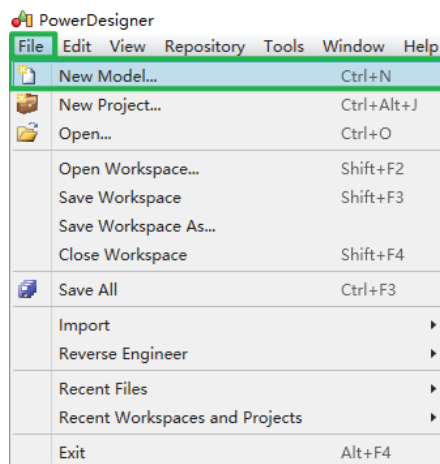 PowerDesigner
File Edit View Repository Tools Window Help
New Model... Ctrl+N
New Project... Ctrl+Alt+J
Open... Ctrl+O
Open Workspace... Shift+F2
Save Workspace Shift+F3
Save Workspace As...
Close Workspace Shift+F4
Save All Ctrl+F3
Import
Reverse Engineer
Recent Files
Recent Workspaces and Projects
Exit Alt+F4